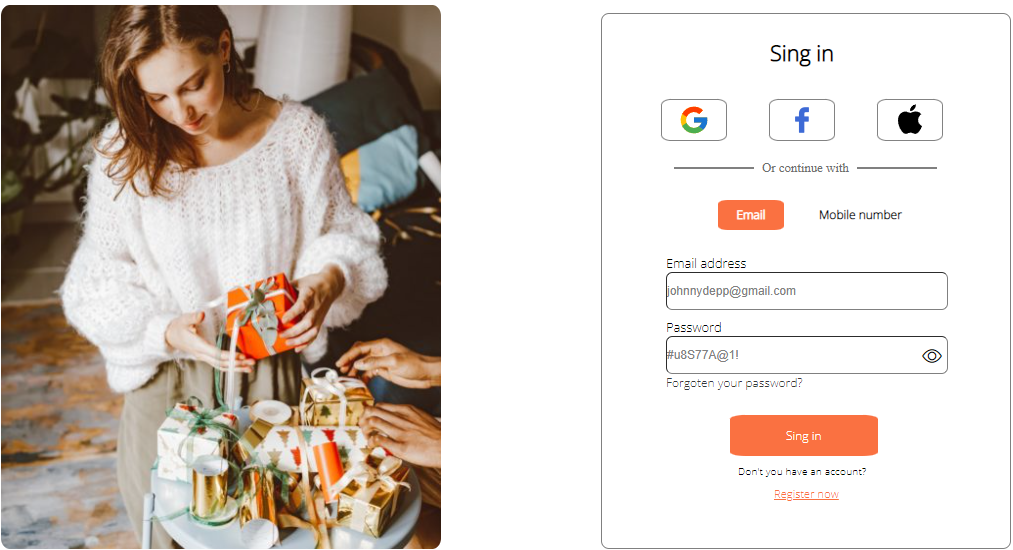 Sing in
Or continue with
Email Mobile number
Email address
johnnydepp@gmail.com
Password
#u8S77A@1!
Forgoten your password?
Sing in
Don't you have an account?
Register now